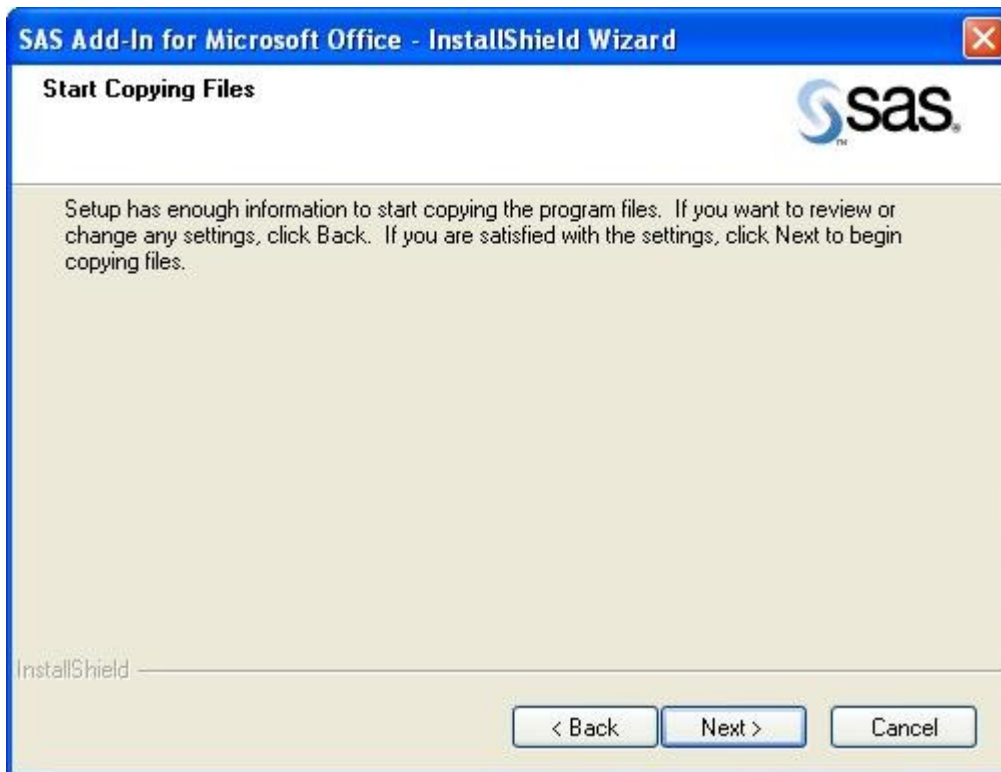 SAS Add-In for Microsoft Office - InstallShield Wizard
Start Copying Files
sas®
TM
Setup has enough information to start copying the program files. If you want to review or
change any settings, click Back. If you are satisfied with the settings, click Next to begin
copying files.
InstallShield
< Back
Next >
Cancel